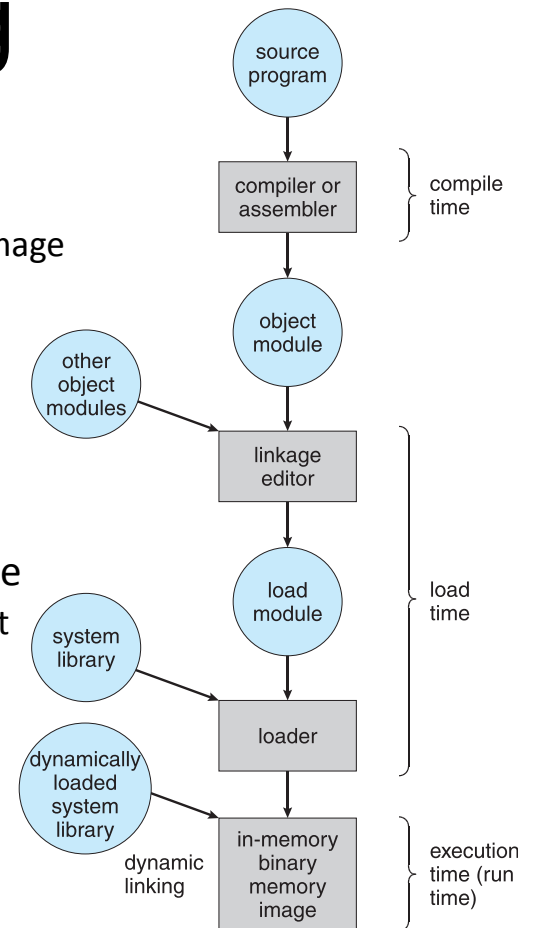 g
source
program
compiler or
assembler
compile
time
mage
object
module
other
object
modules
linkage
editor
e
t
load
module
load
time
system
library
loader
dynamically
loaded
system
library
dynamic
linking
in-memory
binary
memory
image
execution
time (run
time)